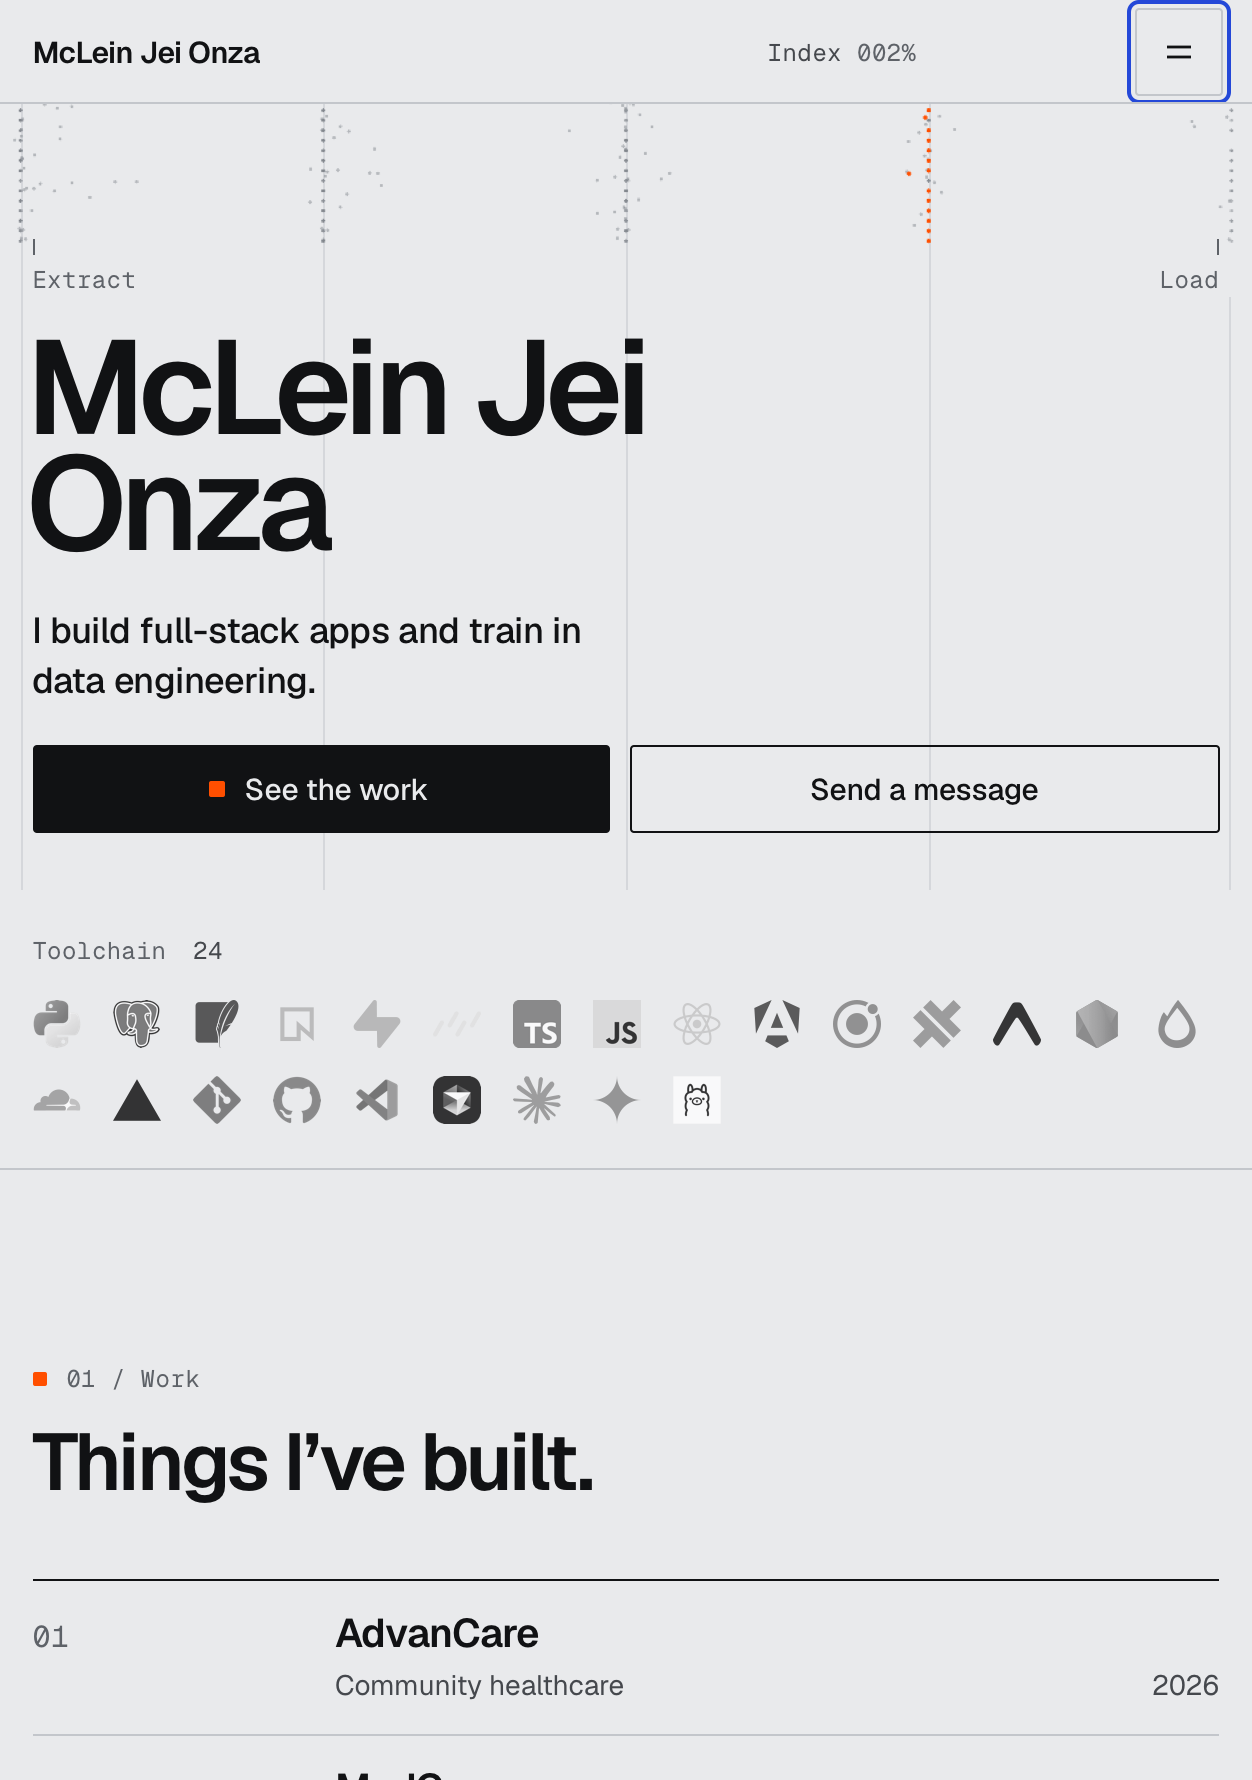 McLein Jei Onza
Index 002%
Extract
Load
McLein Jei
Onza
I build full-stack apps and train in
data engineering.
See the work
Send a message
Toolchain 24
TS
JS
01 / Work
Things I’ve built.
01
AdvanCare
Community healthcare
2026